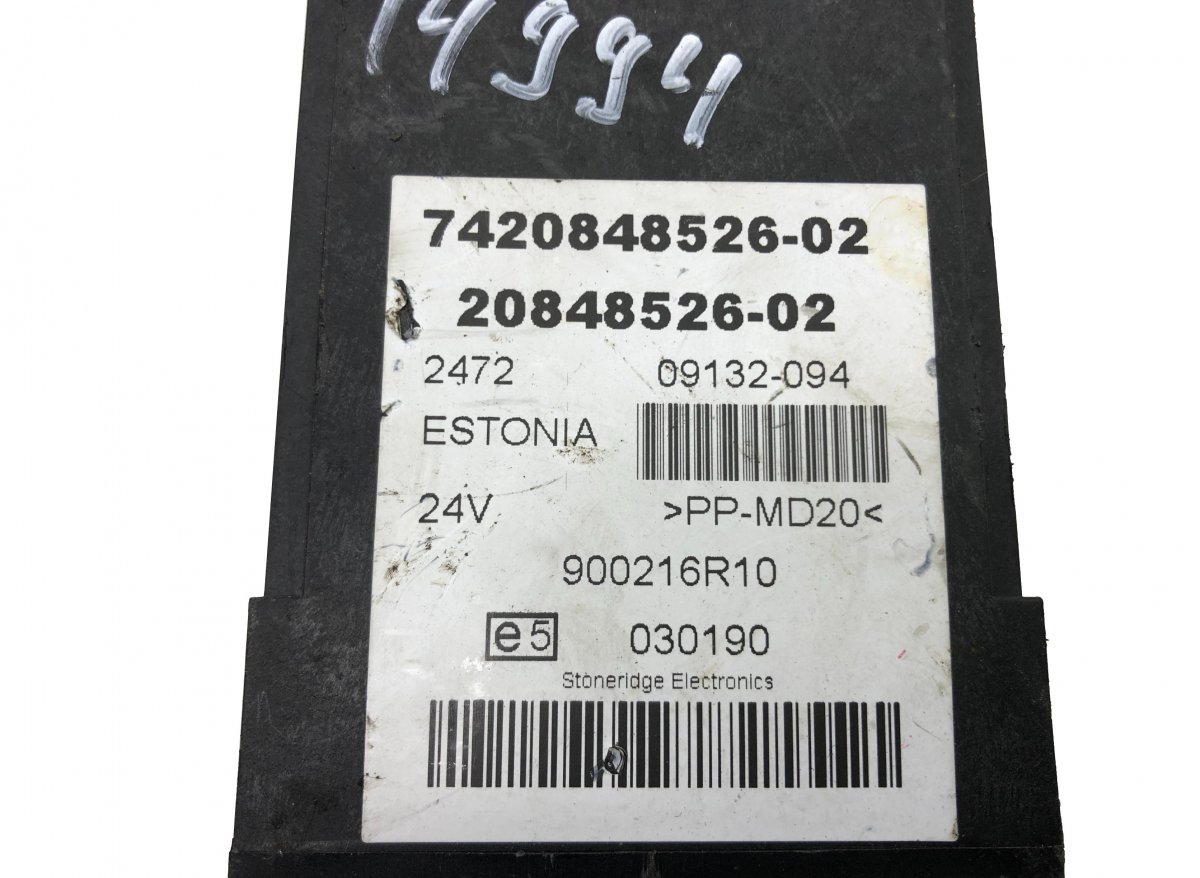 14994
7420848526-02
20848526-02
2472 09132-094
ESTONIA
24V >PP-MD20<
900216R10
e5 030190
Stoneridge Electronics